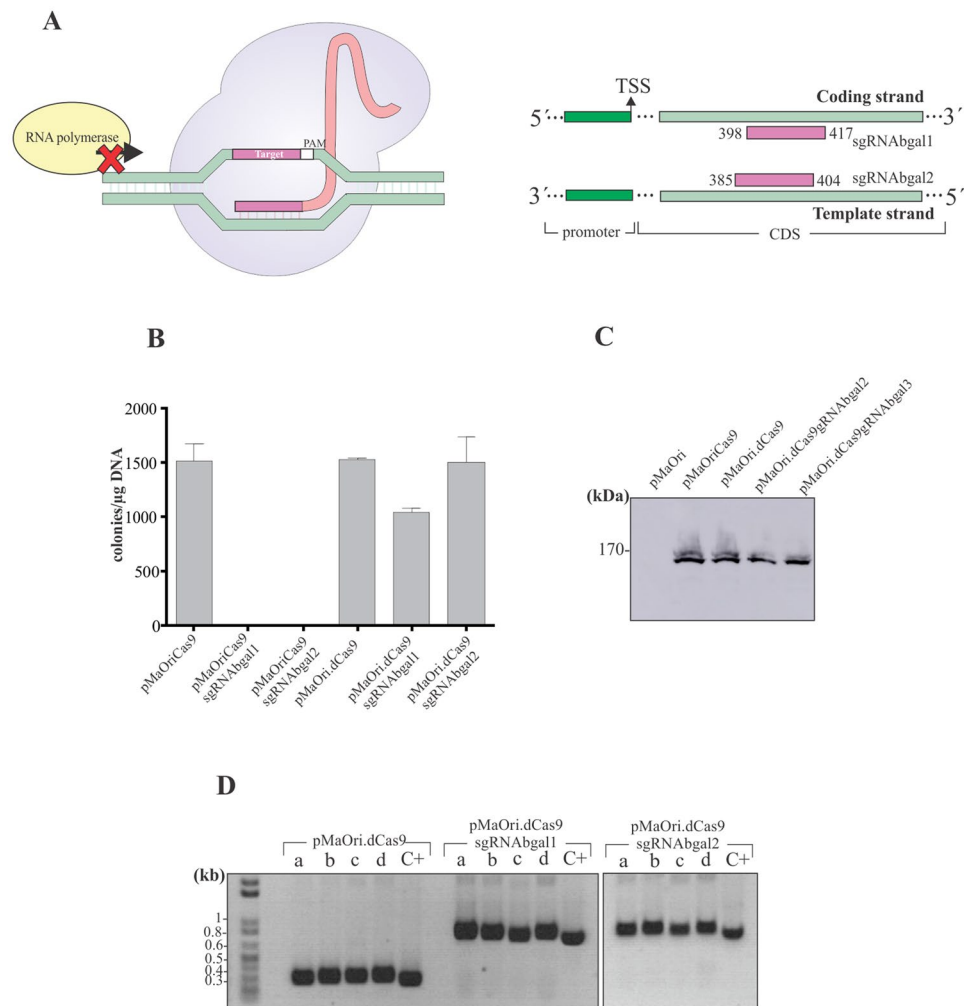 A
RNA polymerase
Target
PAM
TSS
Coding strand
5´
3´
398
417
sgRNAbgal1
385
404
sgRNAbgal2
3´
5´
Template strand
promoter
CDS
B
colonies/µg DNA
2000
1500
1000
500
0
pMaOriCas9
pMaOriCas9
sgRNAbgal1
pMaOriCas9
sgRNAbgal2
pMaOri.dCas9
pMaOri.dCas9
sgRNAbgal1
pMaOri.dCas9
sgRNAbgal2
C
pMaOri
pMaOriCas9
pMaOri.dCas9
pMaOri.dCas9gRNAbgal2
pMaOri.dCas9gRNAbgal3
(kDa)
170-
D
pMaOri.dCas9
a b c d C+
pMaOri.dCas9
sgRNAbgal1
a b c d C+
pMaOri.dCas9
sgRNAbgal2
a b c d C+
(kb)
1
0.8
0.6
0.5
0.4
0.3